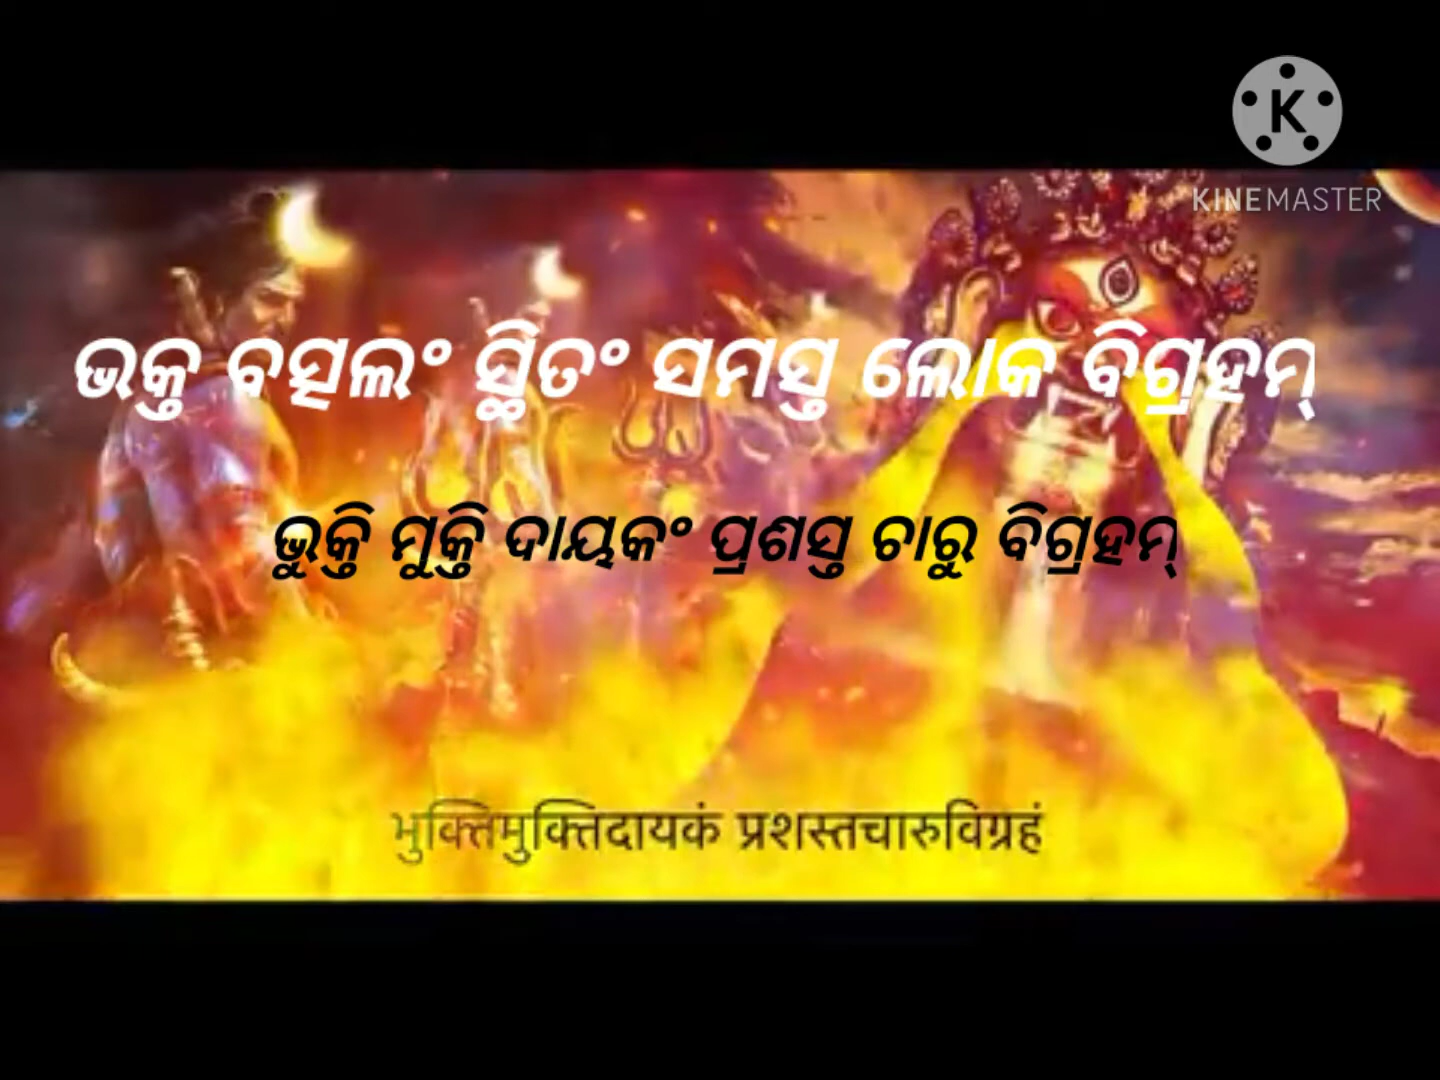 K
KINEMASTER
ଭକ୍ତ ବତ୍ସଲଂ ସ୍ଥିତଂ ସମସ୍ତ ଲୋକ ବିଗ୍ରହମ୍
ଭୁକ୍ତି ମୁକ୍ତି ଦାୟକଂ ପ୍ରଶସ୍ତ ଚାରୁ ବିଗ୍ରହମ୍
भुक्तिमुक्तिदायकं प्रशस्तचारुविग्रहं